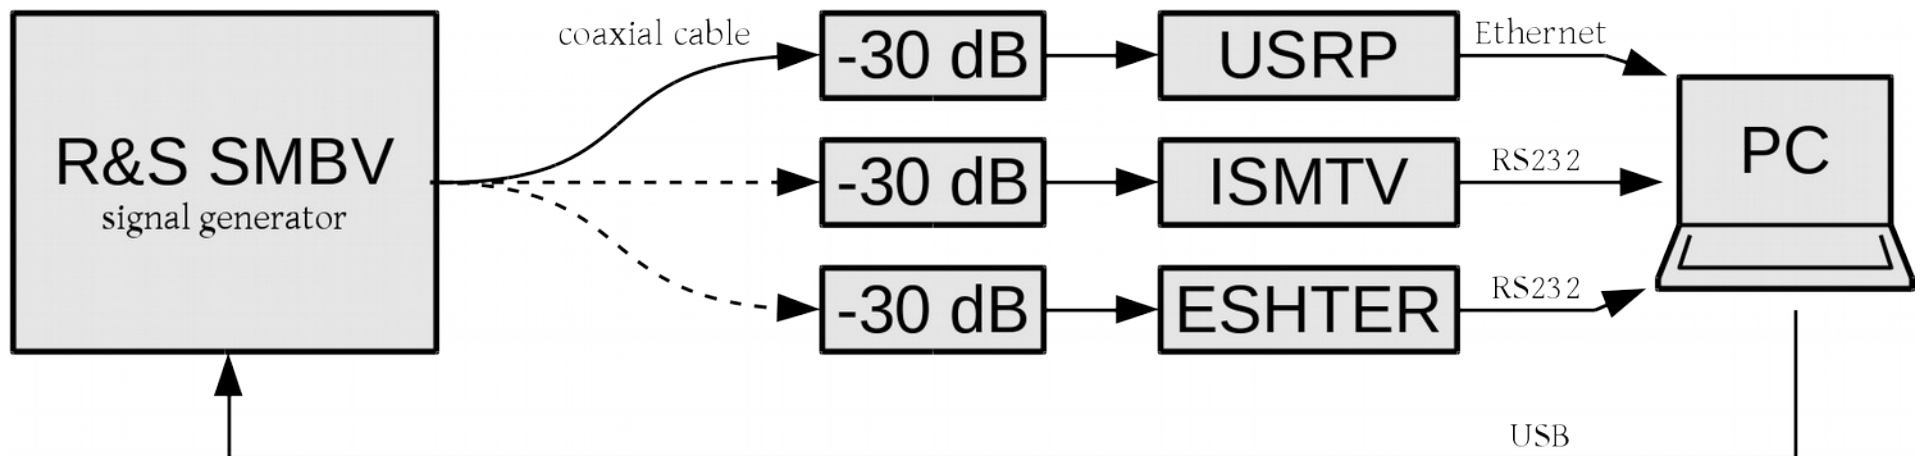 coaxial cable
-30 dB
USRP
Ethernet
R&S SMBV
signal generator
-30 dB
ISMTV
RS232
PC
-30 dB
ESHTER
RS232
USB